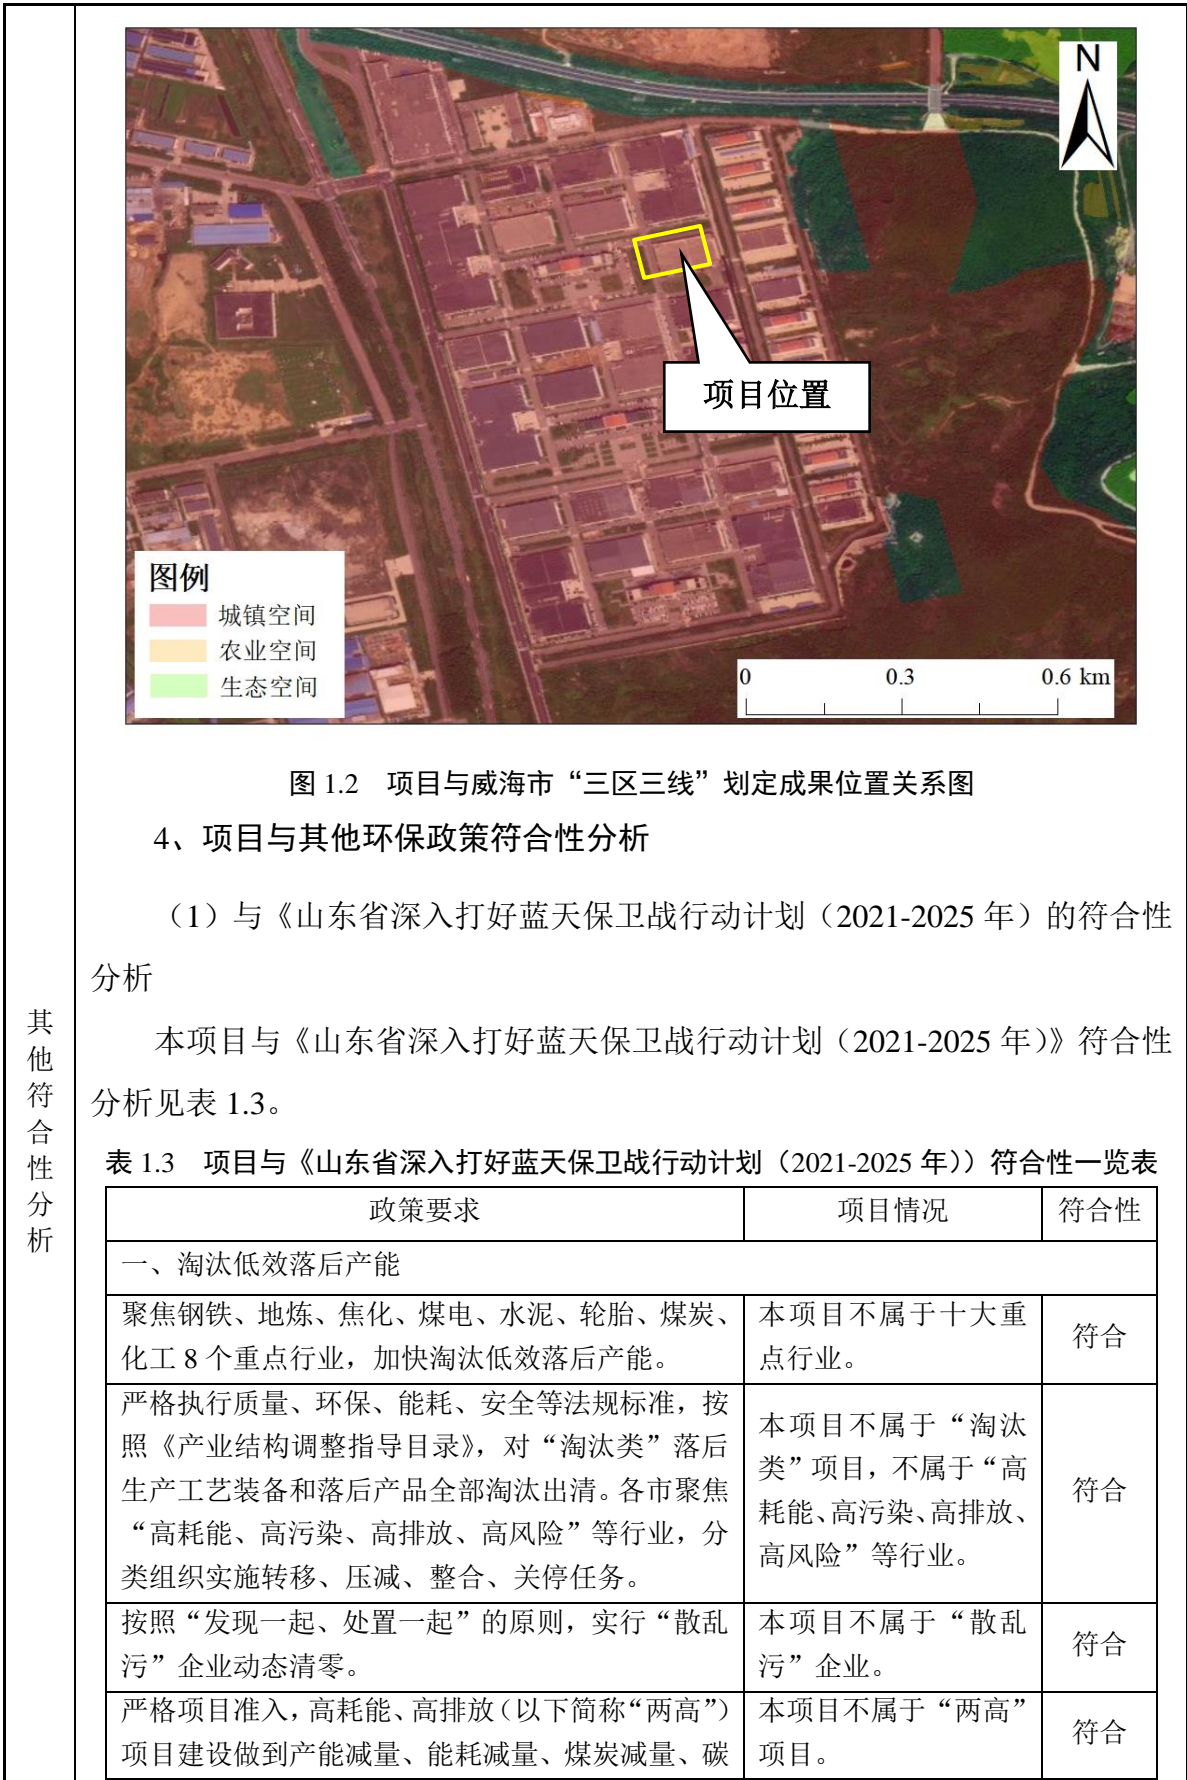 N
项目位置
图例
城镇空间
农业空间
生态空间
0 0.3 0.6 km
图 1.2 项目与威海市“三区三线”划定成果位置关系图
4、项目与其他环保政策符合性分析
（1）与《山东省深入打好蓝天保卫战行动计划（2021-2025 年）的符合性
分析
本项目与《山东省深入打好蓝天保卫战行动计划（2021-2025 年）》符合性
分析见表 1.3。
其他符合性分析
表 1.3 项目与《山东省深入打好蓝天保卫战行动计划（2021-2025 年））符合性一览表
政策要求 项目情况 符合性
一、淘汰低效落后产能
聚焦钢铁、地炼、焦化、煤电、水泥、轮胎、煤炭、
化工 8 个重点行业，加快淘汰低效落后产能。
本项目不属于十大重
点行业。
符合
严格执行质量、环保、能耗、安全等法规标准，按
照《产业结构调整指导目录》，对“淘汰类”落后
生产工艺装备和落后产品全部淘汰出清。各市聚焦
“高耗能、高污染、高排放、高风险”等行业，分
类组织实施转移、压减、整合、关停任务。
本项目不属于“淘汰
类”项目，不属于“高
耗能、高污染、高排放、
高风险”等行业。
符合
按照“发现一起、处置一起”的原则，实行“散乱
污”企业动态清零。
本项目不属于“散乱
污”企业。
符合
严格项目准入，高耗能、高排放（以下简称“两高”）
项目建设做到产能减量、能耗减量、煤炭减量、碳
本项目不属于“两高”
项目。
符合